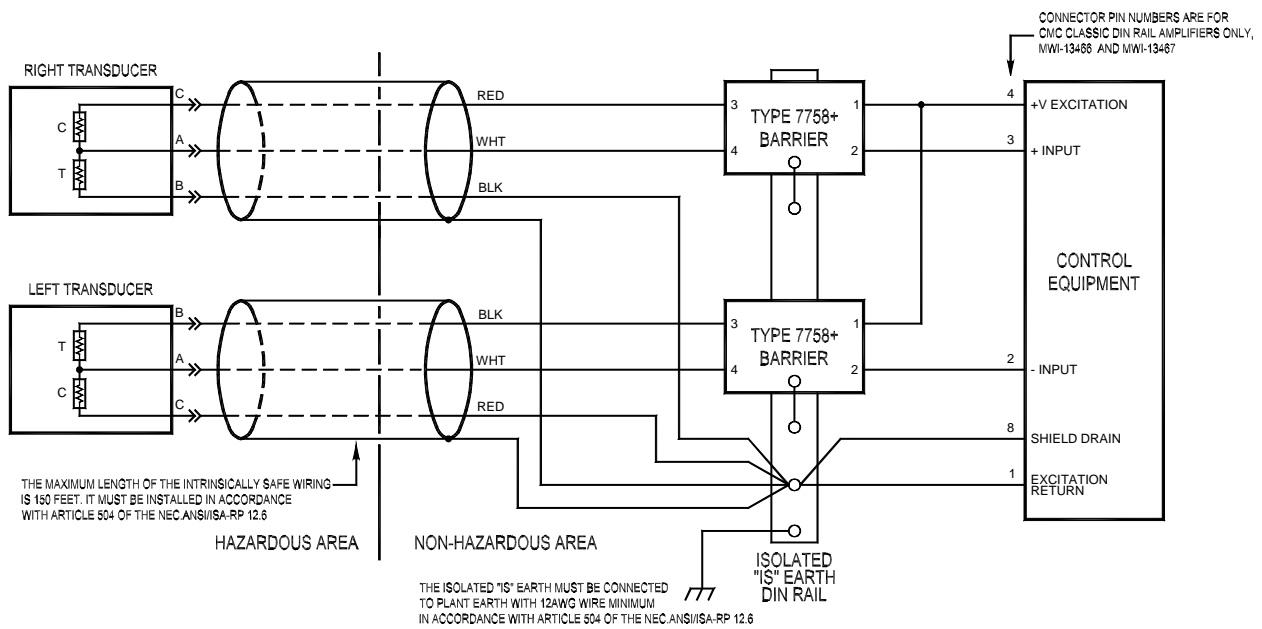 CONNECTOR PIN NUMBERS ARE FOR
CMC CLASSIC DIN RAIL AMPLIFIERS ONLY,
MWI-13466 AND MWI-13467
RIGHT TRANSDUCER
C
A
B
C
T
RED
WHT
BLK
3
4
TYPE 7758+
BARRIER
1
2
4
3
+V EXCITATION
+ INPUT
CONTROL
EQUIPMENT
LEFT TRANSDUCER
B
A
C
T
C
BLK
WHT
RED
3
4
TYPE 7758+
BARRIER
1
2
2
- INPUT
8
SHIELD DRAIN
1
EXCITATION
RETURN
THE MAXIMUM LENGTH OF THE INTRINSICALLY SAFE WIRING
IS 150 FEET. IT MUST BE INSTALLED IN ACCORDANCE
WITH ARTICLE 504 OF THE NEC.ANSI/ISA-RP 12.6
HAZARDOUS AREA
NON-HAZARDOUS AREA
ISOLATED
"IS" EARTH
DIN RAIL
THE ISOLATED "IS" EARTH MUST BE CONNECTED
TO PLANT EARTH WITH 12AWG WIRE MINIMUM
IN ACCORDANCE WITH ARTICLE 504 OF THE NEC.ANSI/ISA-RP 12.6